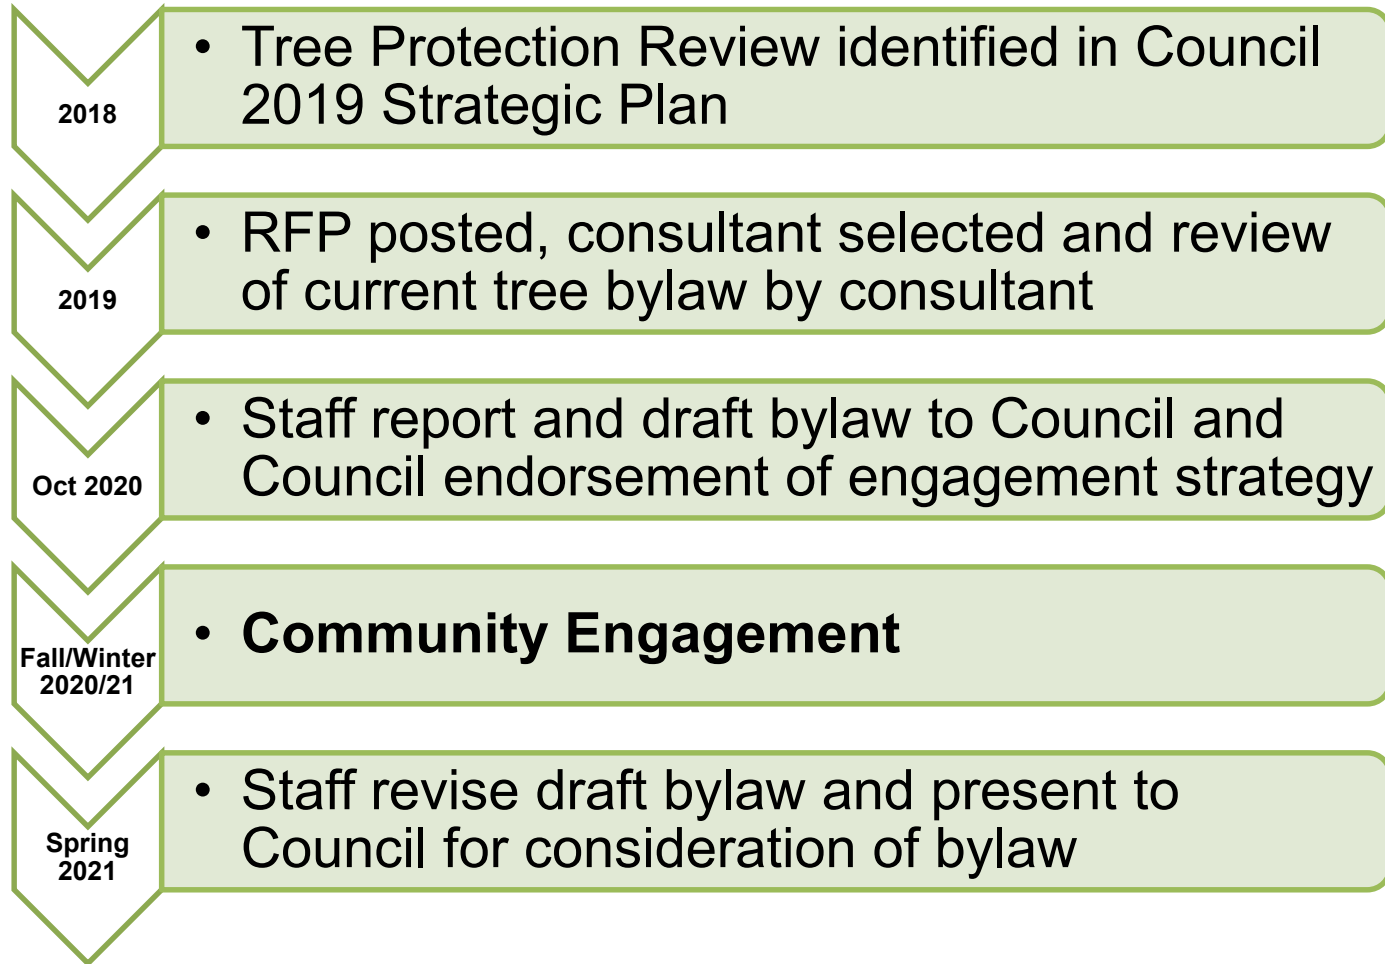 2018
• Tree Protection Review identified in Council
2019 Strategic Plan
2019
• RFP posted, consultant selected and review
of current tree bylaw by consultant
Oct 2020
• Staff report and draft bylaw to Council and
Council endorsement of engagement strategy
Fall/Winter
2020/21
• Community Engagement
Spring
2021
• Staff revise draft bylaw and present to
Council for consideration of bylaw